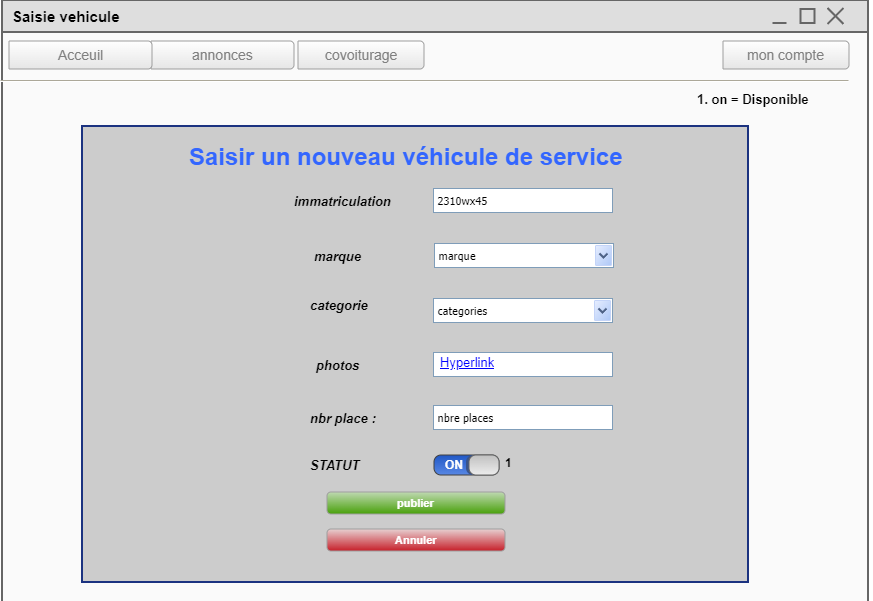 Saisie vehicule
Acceuil annonces covoiturage mon compte
1. on = Disponible
Saisir un nouveau véhicule de service
immatriculation 2310wx45
marque marque
categorie categories
photos Hyperlink
nbr place : nbre places
STATUT ON 1
publier
Annuler